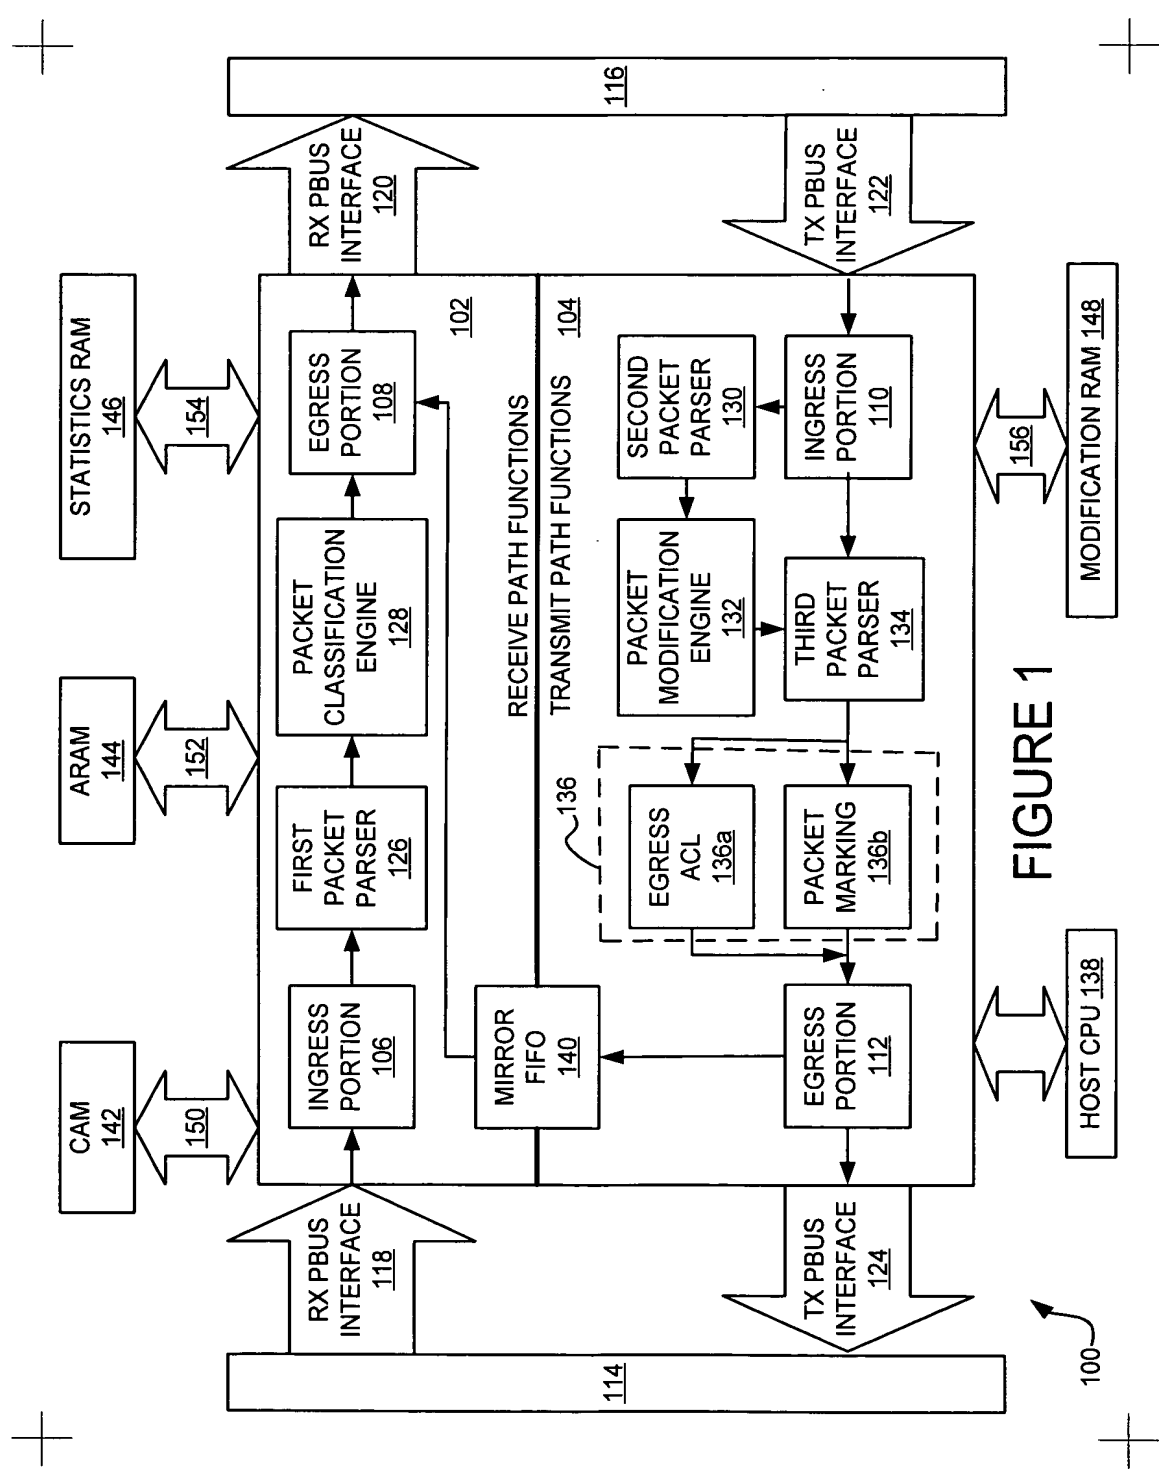 CAM
142
ARAM
144
STATISTICS RAM
146
150
152
154
RX PBUS
INTERFACE
118
INGRESS
PORTION
106
FIRST
PACKET
PARSER
126
PACKET
CLASSIFICATION
ENGINE
128
EGRESS
PORTION
108
RX PBUS
INTERFACE
120
102
114
116
MIRROR
FIFO
140
RECEIVE PATH FUNCTIONS
TRANSMIT PATH FUNCTIONS
104
136
EGRESS
ACL
136a
PACKET
MODIFICATION
ENGINE
132
SECOND
PACKET
PARSER
130
TX PBUS
INTERFACE
124
EGRESS
PORTION
112
PACKET
MARKING
136b
THIRD
PACKET
PARSER
134
INGRESS
PORTION
110
TX PBUS
INTERFACE
122
156
HOST CPU 138
MODIFICATION RAM 148
100
FIGURE 1